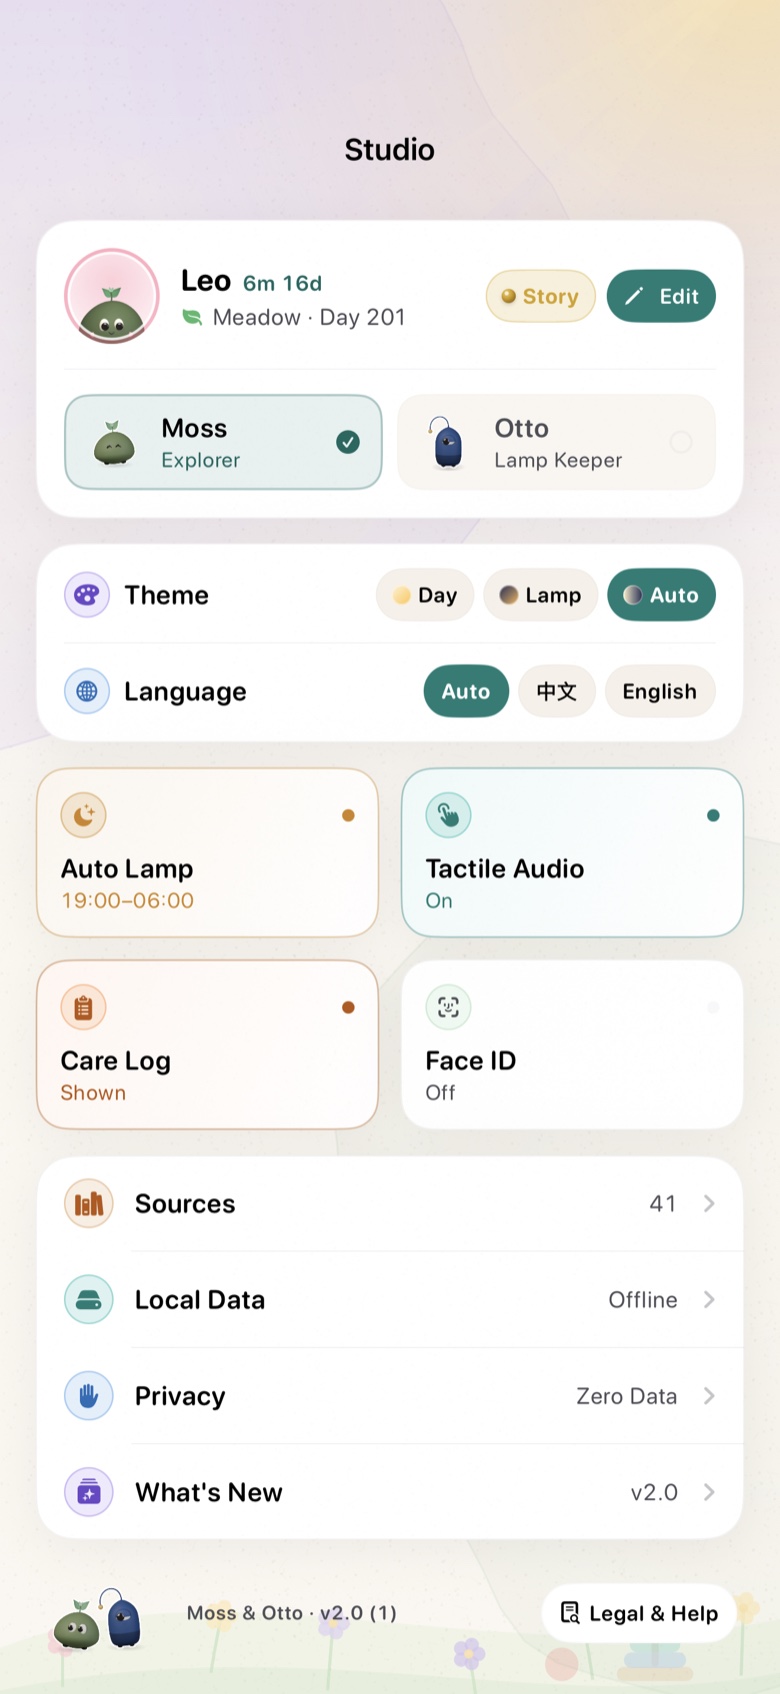 Studio
Leo 6m 16d
Meadow · Day 201
Story
Edit
Moss
Explorer
Otto
Lamp Keeper
Theme
Day
Lamp
Auto
Language
Auto
中文
English
Auto Lamp
19:00–06:00
Tactile Audio
On
Care Log
Shown
Face ID
Off
Sources 41
Local Data Offline
Privacy Zero Data
What's New v2.0
Moss & Otto · v2.0 (1)
Legal & Help